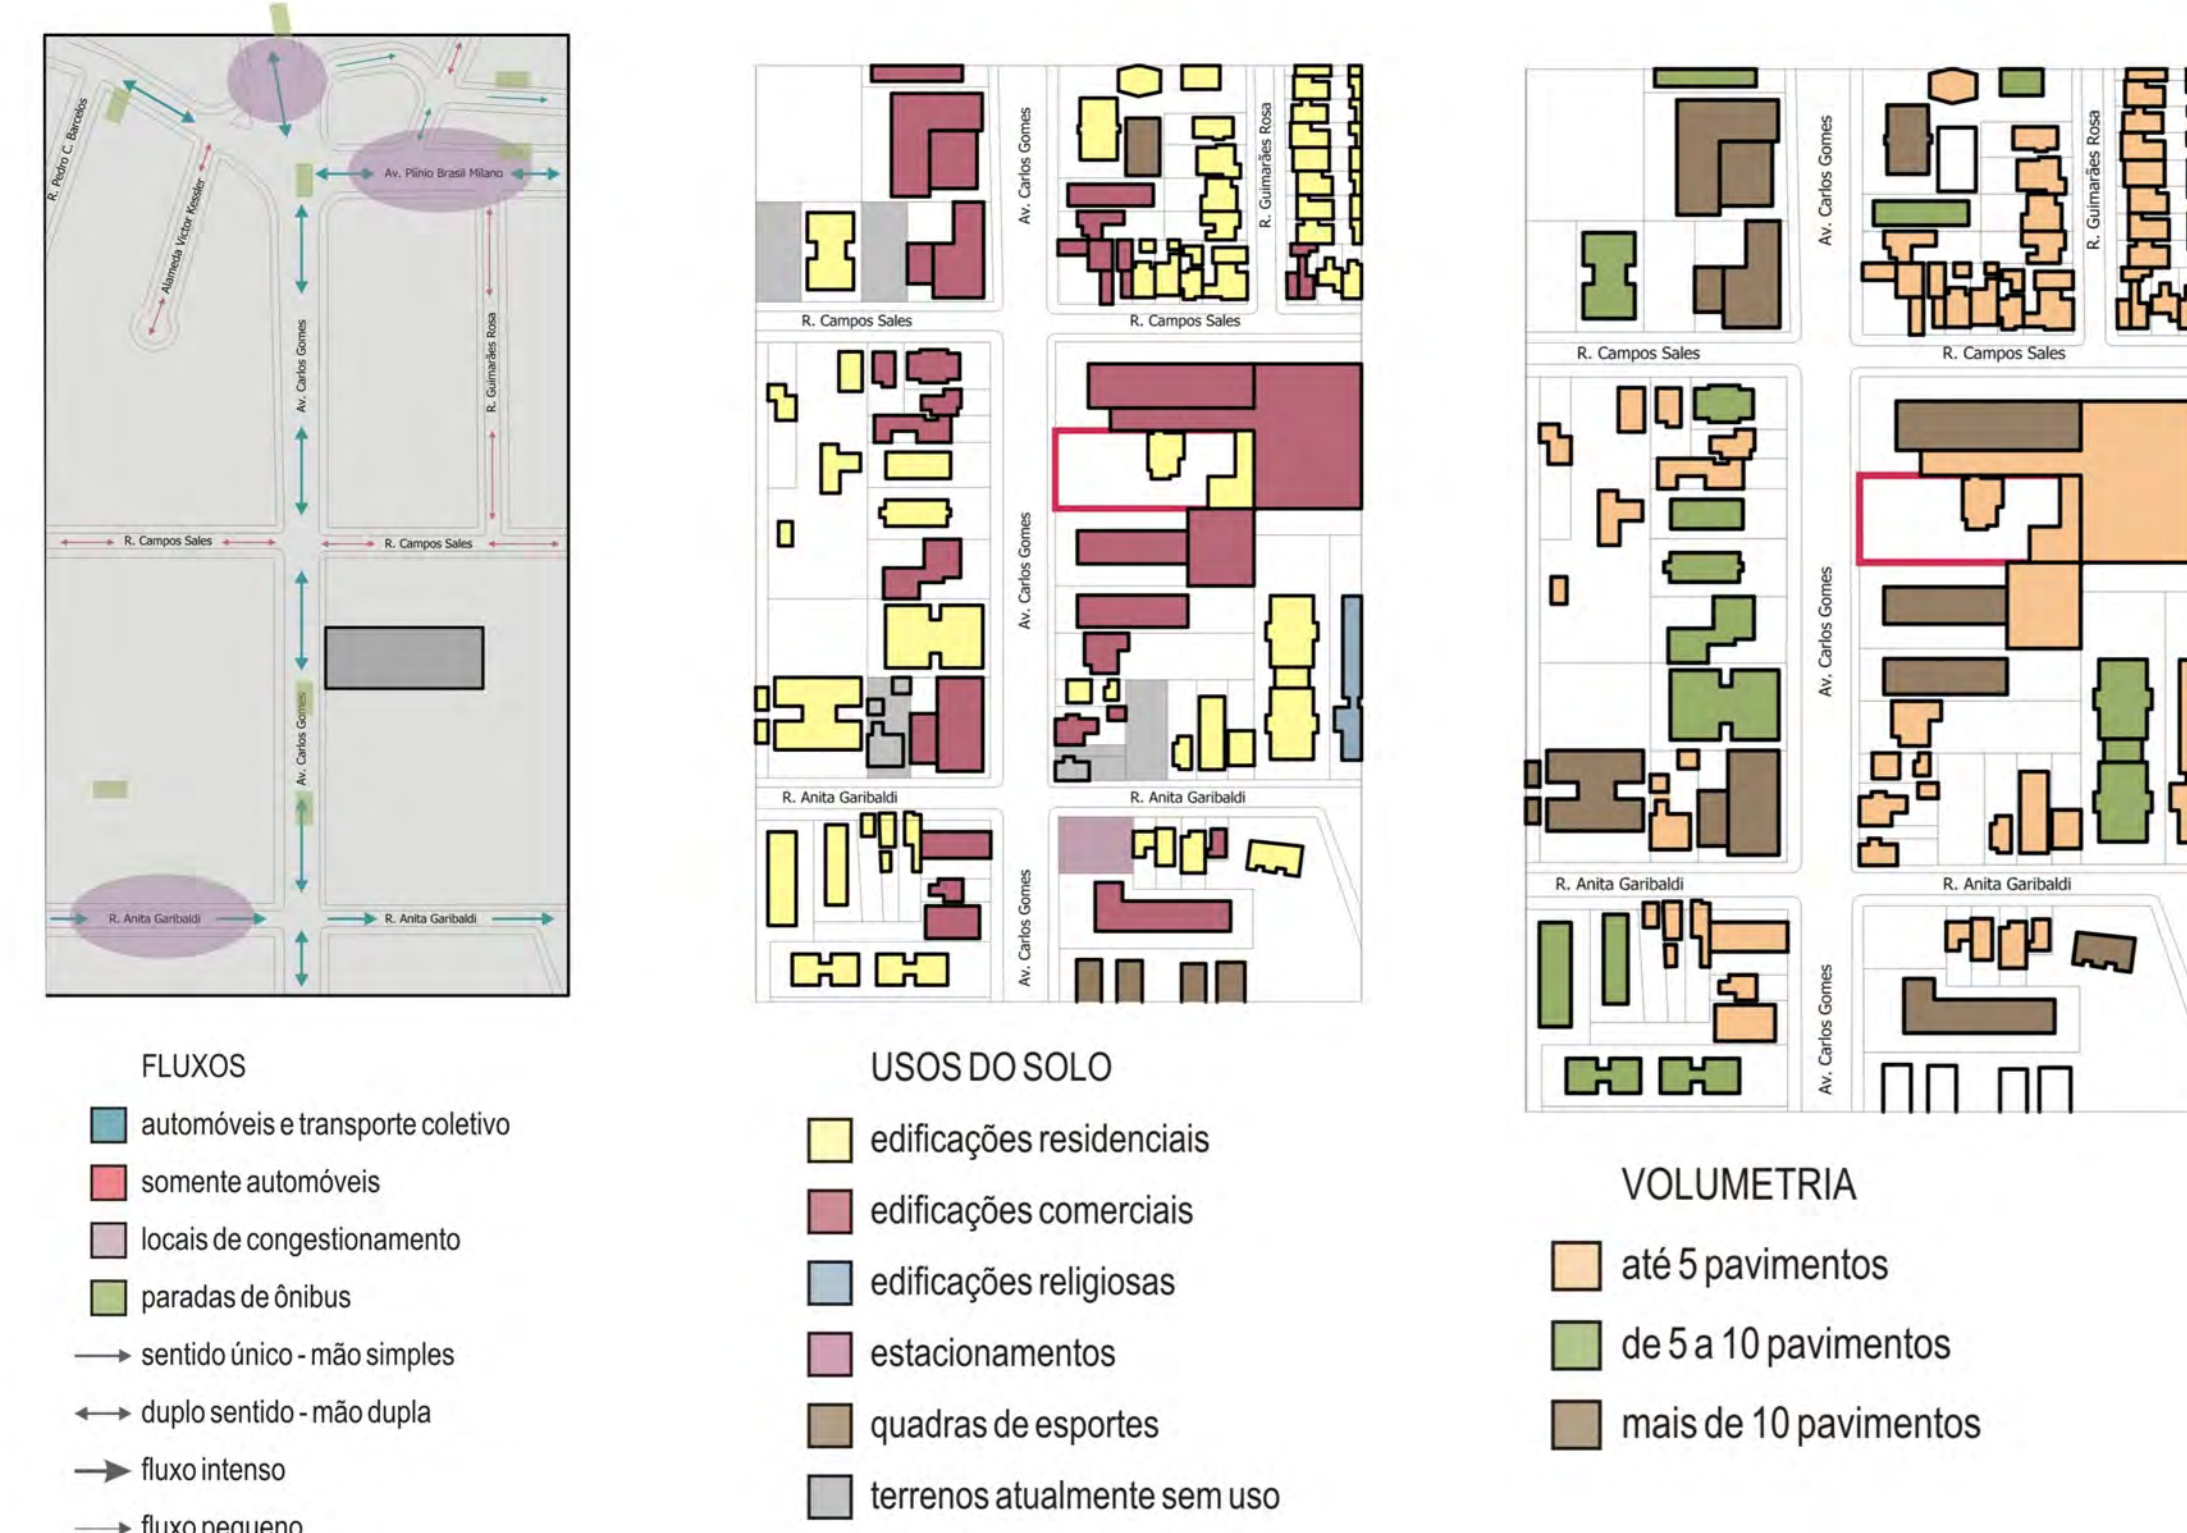 R. Pedro C. Barcelos
Alameda Victor Kessler
Av. Plínio Brasil Milano
Av. Carlos Gomes
R. Guimarães Rosa
R. Campos Sales
R. Campos Sales
Av. Carlos Gomes
R. Anita Garibaldi
R. Anita Garibaldi
FLUXOS
automóveis e transporte coletivo
somente automóveis
locais de congestionamento
paradas de ônibus
sentido único - mão simples
duplo sentido - mão dupla
fluxo intenso
fluxo pequeno
Av. Carlos Gomes
R. Guimarães Rosa
R. Campos Sales
R. Campos Sales
Av. Carlos Gomes
R. Anita Garibaldi
R. Anita Garibaldi
Av. Carlos Gomes
USOS DO SOLO
edificações residenciais
edificações comerciais
edificações religiosas
estacionamentos
quadras de esportes
terrenos atualmente sem uso
Av. Carlos Gomes
R. Guimarães Rosa
R. Campos Sales
R. Campos Sales
Av. Carlos Gomes
R. Anita Garibaldi
R. Anita Garibaldi
Av. Carlos Gomes
VOLUMETRIA
até 5 pavimentos
de 5 a 10 pavimentos
mais de 10 pavimentos